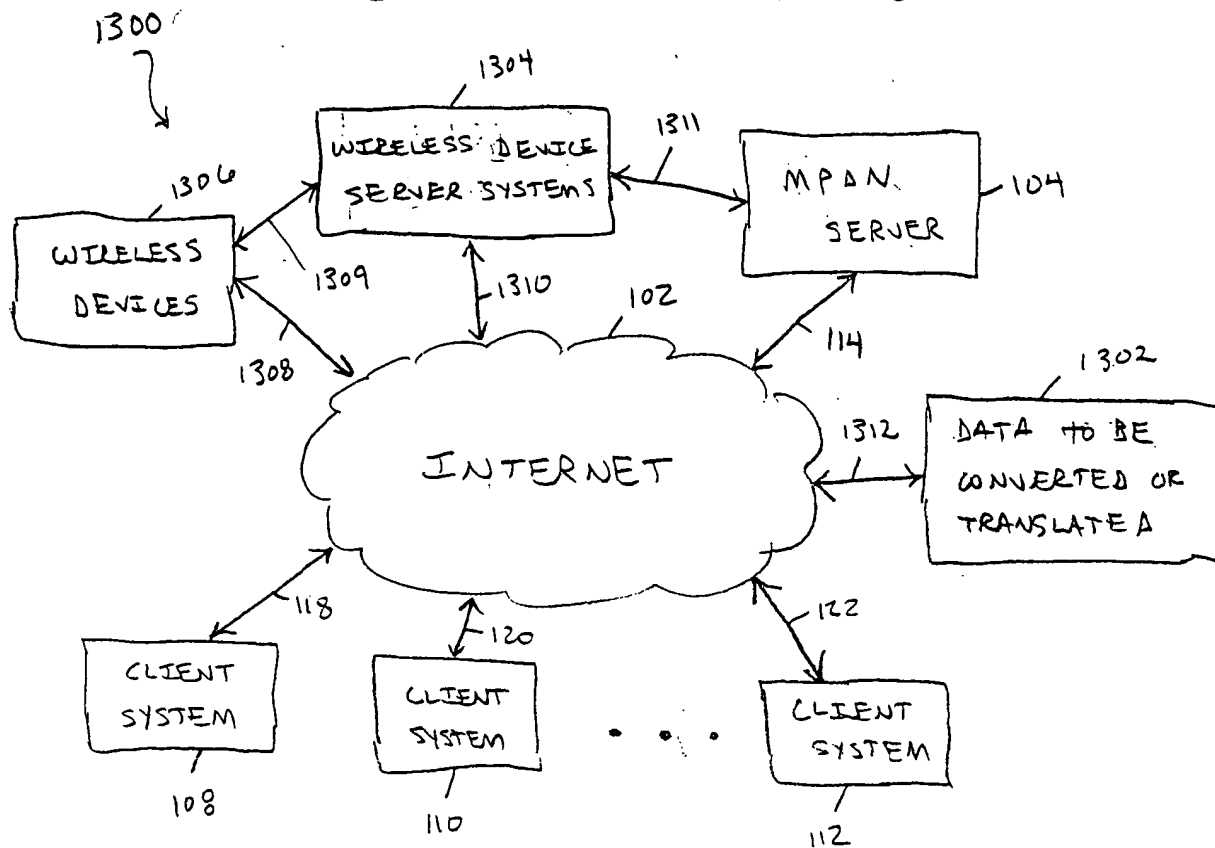 1300
1304
1311
WIRELESS DEVICE
SERVER SYSTEMS
MPAN
SERVER
104
1306
WIRELESS
DEVICES
1309
1310
102
114
1308
1302
1312
DATA TO BE
CONVERTED OR
TRANSLATED
INTERNET
118
120
122
CLIENT
SYSTEM
CLIENT
SYSTEM
. . .
CLIENT
SYSTEM
108
110
112